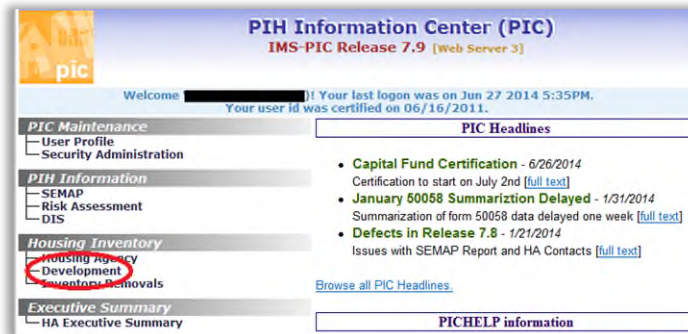 PIH Information Center (PIC)
IMS-PIC Release 7.9 [Web Server 3]
pic
Welcome )! Your last logon was on Jun 27 2014 5:35PM.
Your user id was certified on 06/16/2011.
PIC Maintenance
User Profile
Security Administration
PIH Information
SEMAP
Risk Assessment
DIS
Housing Inventory
Housing Agency
Development
Inventory Removals
Executive Summary
HA Executive Summary
PIC Headlines
• Capital Fund Certification - 6/26/2014
Certification to start on July 2nd [full text]
• January 50058 Summariztion Delayed - 1/31/2014
Summarization of form 50058 data delayed one week [full text]
• Defects in Release 7.8 - 1/21/2014
Issues with SEMAP Report and HA Contacts [full text]
Browse all PIC Headlines.
PICHELP information